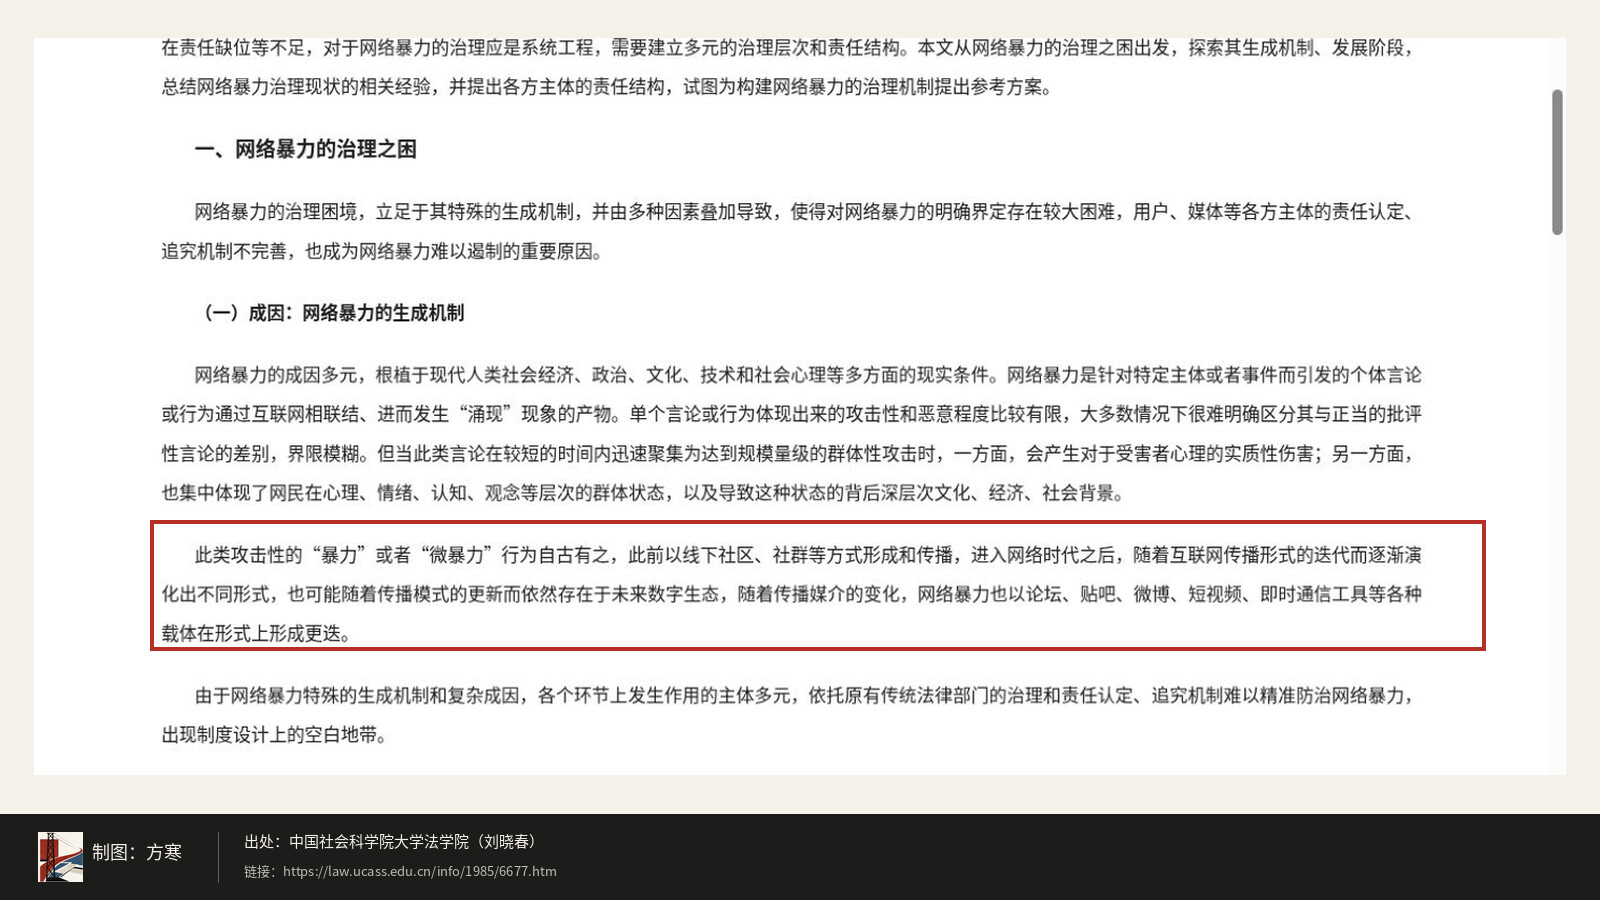 在责任缺位等不足，对于网络暴力的治理应是系统工程，需要建立多元的治理层次和责任结构。本文从网络暴力的治理之困出发，探索其生成机制、发展阶段，
总结网络暴力治理现状的相关经验，并提出各方主体的责任结构，试图为构建网络暴力的治理机制提出参考方案。
一、网络暴力的治理之困
网络暴力的治理困境，立足于其特殊的生成机制，并由多种因素叠加导致，使得对网络暴力的明确界定存在较大困难，用户、媒体等各方主体的责任认定、
追究机制不完善，也成为网络暴力难以遏制的重要原因。
（一）成因：网络暴力的生成机制
网络暴力的成因多元，根植于现代人类社会经济、政治、文化、技术和社会心理等多方面的现实条件。网络暴力是针对特定主体或者事件而引发的个体言论
或行为通过互联网相联结、进而发生“涌现”现象的产物。单个言论或行为体现出来的攻击性和恶意程度比较有限，大多数情况下很难明确区分其与正当的批评
性言论的差别，界限模糊。但当此类言论在较短的时间内迅速聚集为达到规模量级的群体性攻击时，一方面，会产生对于受害者心理的实质性伤害；另一方面，
也集中体现了网民在心理、情绪、认知、观念等层次的群体状态，以及导致这种状态的背后深层次文化、经济、社会背景。
此类攻击性的“暴力”或者“微暴力”行为自古有之，此前以线下社区、社群等方式形成和传播，进入网络时代之后，随着互联网传播形式的迭代而逐渐演
化出不同形式，也可能随着传播模式的更新而依然存在于未来数字生态，随着传播媒介的变化，网络暴力也以论坛、贴吧、微博、短视频、即时通信工具等各种
载体在形式上形成更迭。
由于网络暴力特殊的生成机制和复杂成因，各个环节上发生作用的主体多元，依托原有传统法律部门的治理和责任认定、追究机制难以精准防治网络暴力，
出现制度设计上的空白地带。
制图：方寒
出处：中国社会科学院大学法学院（刘晓春）
链接：https://law.ucass.edu.cn/info/1985/6677.htm